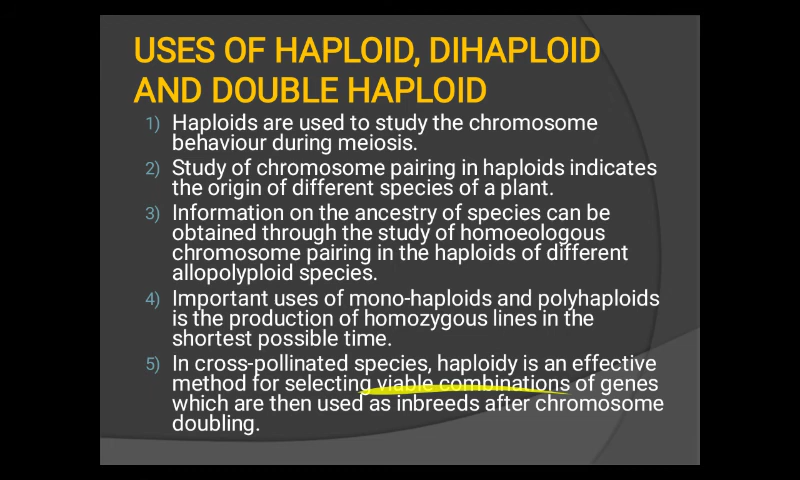 USES OF HAPLOID, DIHAPLOID
AND DOUBLE HAPLOID
1) Haploids are used to study the chromosome
behaviour during meiosis.
2) Study of chromosome pairing in haploids indicates
the origin of different species of a plant.
3) Information on the ancestry of species can be
obtained through the study of homoeologous
chromosome pairing in the haploids of different
allopolyploid species.
4) Important uses of mono-haploids and polyhaploids
is the production of homozygous lines in the
shortest possible time.
5) In cross-pollinated species, haploidy is an effective
method for selecting viable combinations of genes
which are then used as inbreeds after chromosome
doubling.